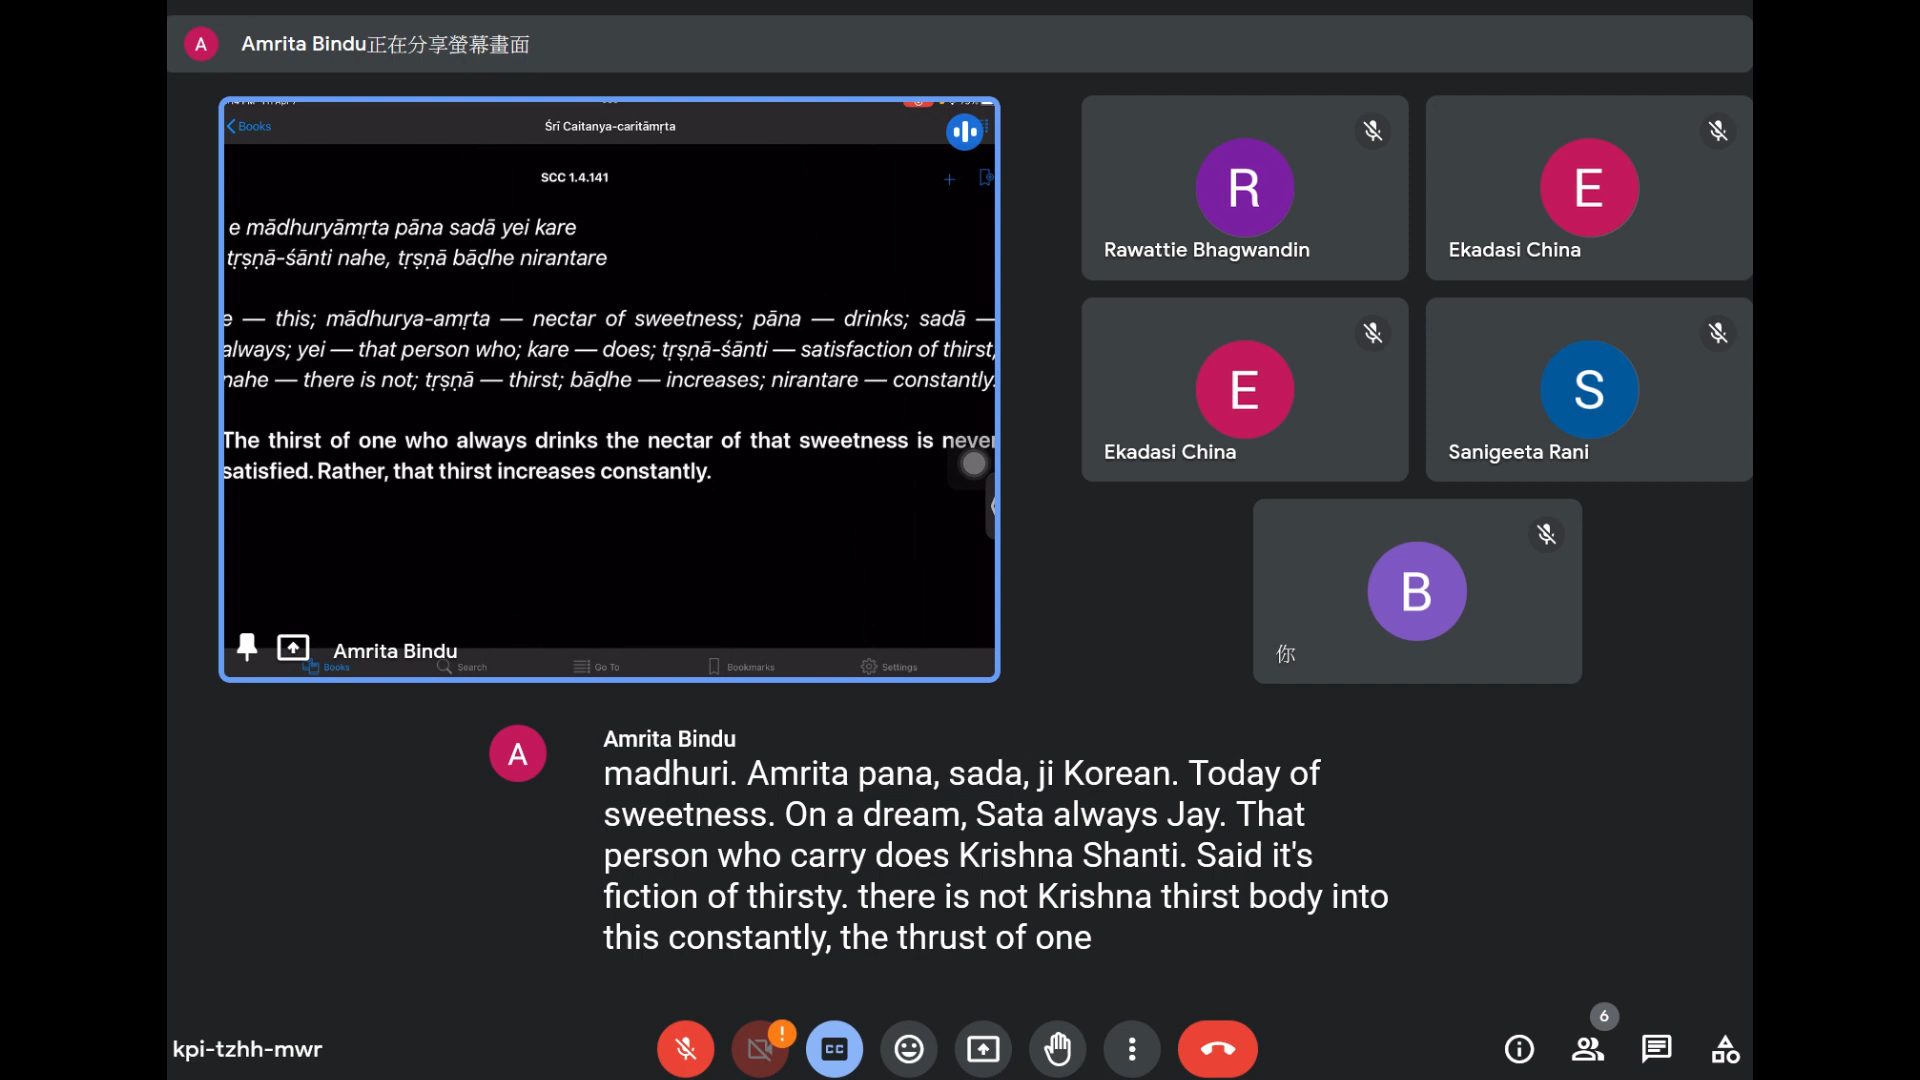 A
Amrita Bindu正在分享螢幕畫面
Books
Śrī Caitanya-caritāmṛta
SCC 1.4.141
e mādhuryāmṛta pāna sadā yei kare
tṛṣṇā-śānti nahe, tṛṣṇā bāḍhe nirantare
e — this; mādhurya-amṛta — nectar of sweetness; pāna — drinks; sadā —
always; yei — that person who; kare — does; tṛṣṇā-śānti — satisfaction of thirst;
nahe — there is not; tṛṣṇā — thirst; bāḍhe — increases; nirantare — constantly.
The thirst of one who always drinks the nectar of that sweetness is never
satisfied. Rather, that thirst increases constantly.
Amrita Bindu
Books
Search
Go To
Bookmarks
Settings
R
Rawattie Bhagwandin
E
Ekadasi China
E
Ekadasi China
S
Sanigeeta Rani
B
你
A
Amrita Bindu
madhuri. Amrita pana, sada, ji Korean. Today of
sweetness. On a dream, Sata always Jay. That
person who carry does Krishna Shanti. Said it's
fiction of thirsty. there is not Krishna thirst body into
this constantly, the thrust of one
kpi-tzhh-mwr
CC
6